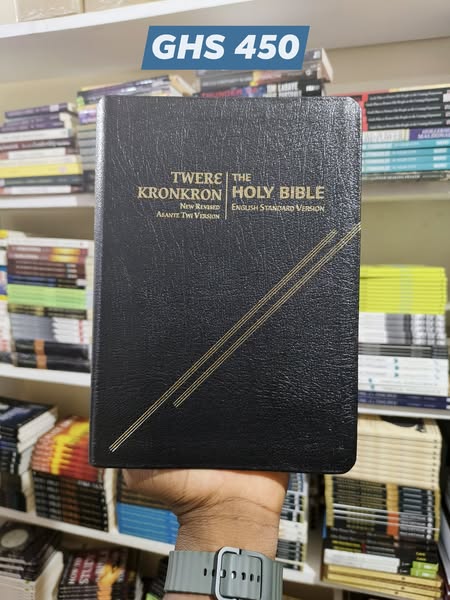 GHS 450
TWERƐ
KRONKRON
NEW REVISED
ASANTE TWI VERSION
THE
HOLY BIBLE
ENGLISH STANDARD VERSION